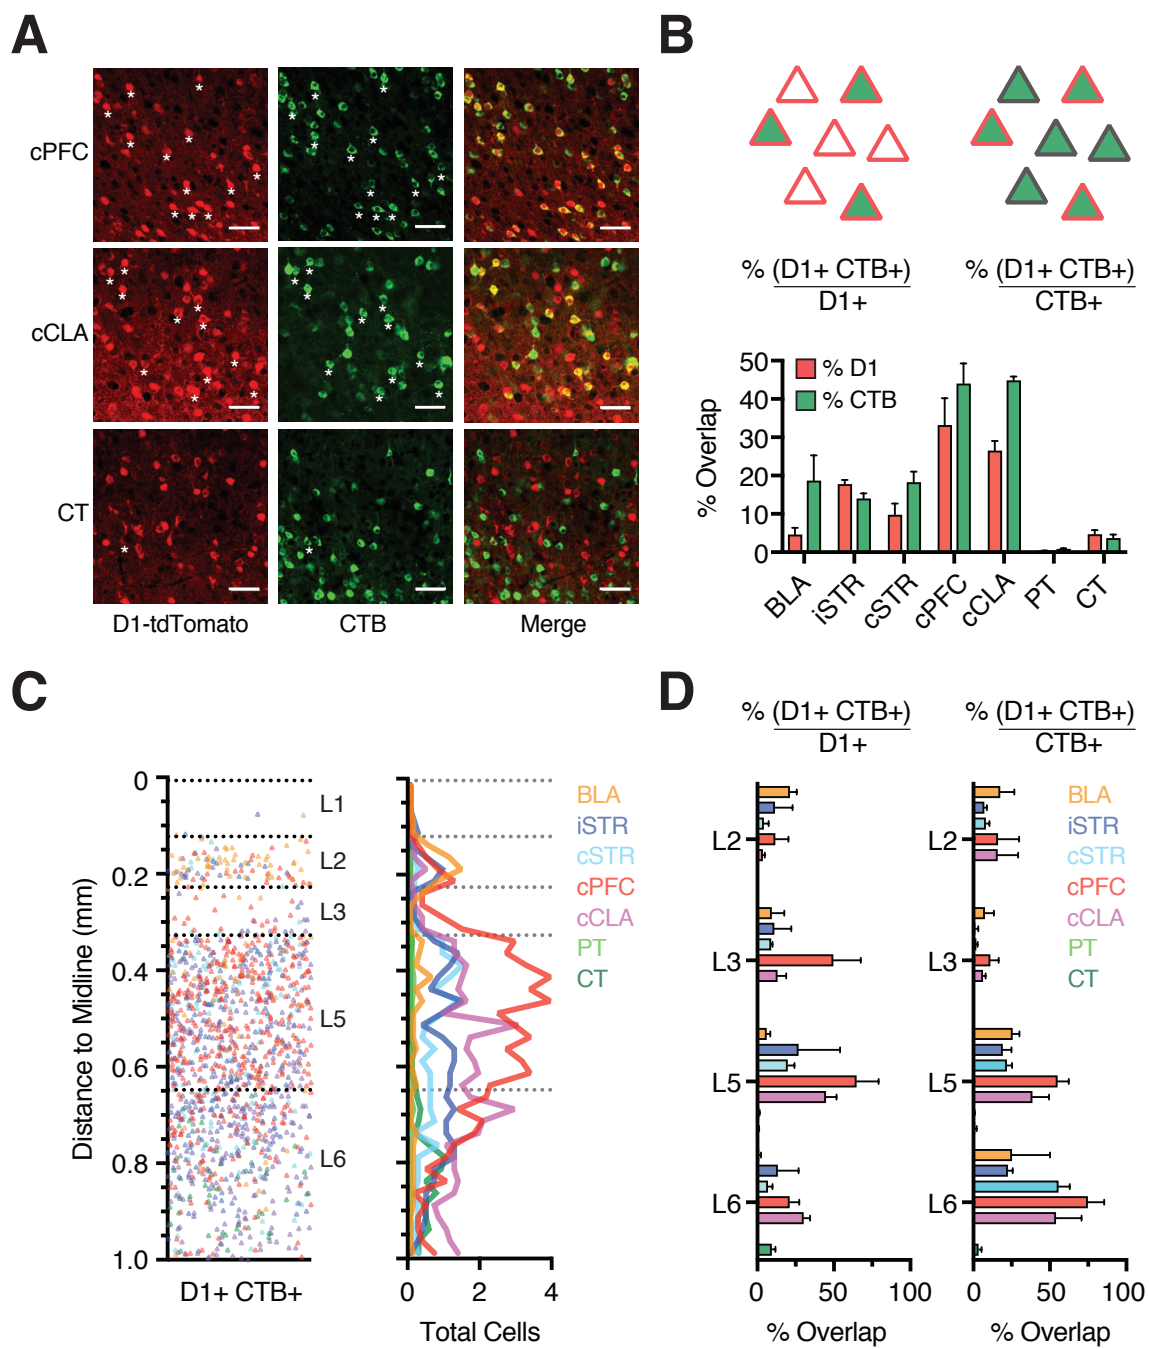 A
cPFC
cCLA
CT
D1-tdTomato
CTB
Merge
* * * * * * * * * * * * *
B
% (D1+ CTB+)
D1+
% (D1+ CTB+)
CTB+
% Overlap
50
40
30
20
10
0
% D1
% CTB
BLA
iSTR
cSTR
cPFC
cCLA
PT
CT
C
Distance to Midline (mm)
0
0.2
0.4
0.6
0.8
1.0
L1
L2
L3
L5
L6
D1+ CTB+
BLA
iSTR
cSTR
cPFC
cCLA
PT
CT
0 2 4
Total Cells
D
% (D1+ CTB+)
D1+
L2
L3
L5
L6
0 50 100
% Overlap
% (D1+ CTB+)
CTB+
L2
L3
L5
L6
BLA
iSTR
cSTR
cPFC
cCLA
PT
CT
0 50 100
% Overlap